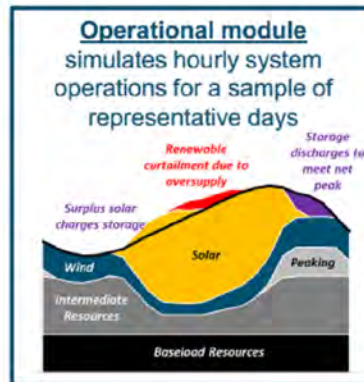 Operational module
simulates hourly system
operations for a sample of
representative days
Storage
discharges to
meet net
peak
Renewable
curtailment due to
oversupply
Surplus solar
charges storage
Solar
Wind
Peaking
Intermediate
Resources
Baseload Resources